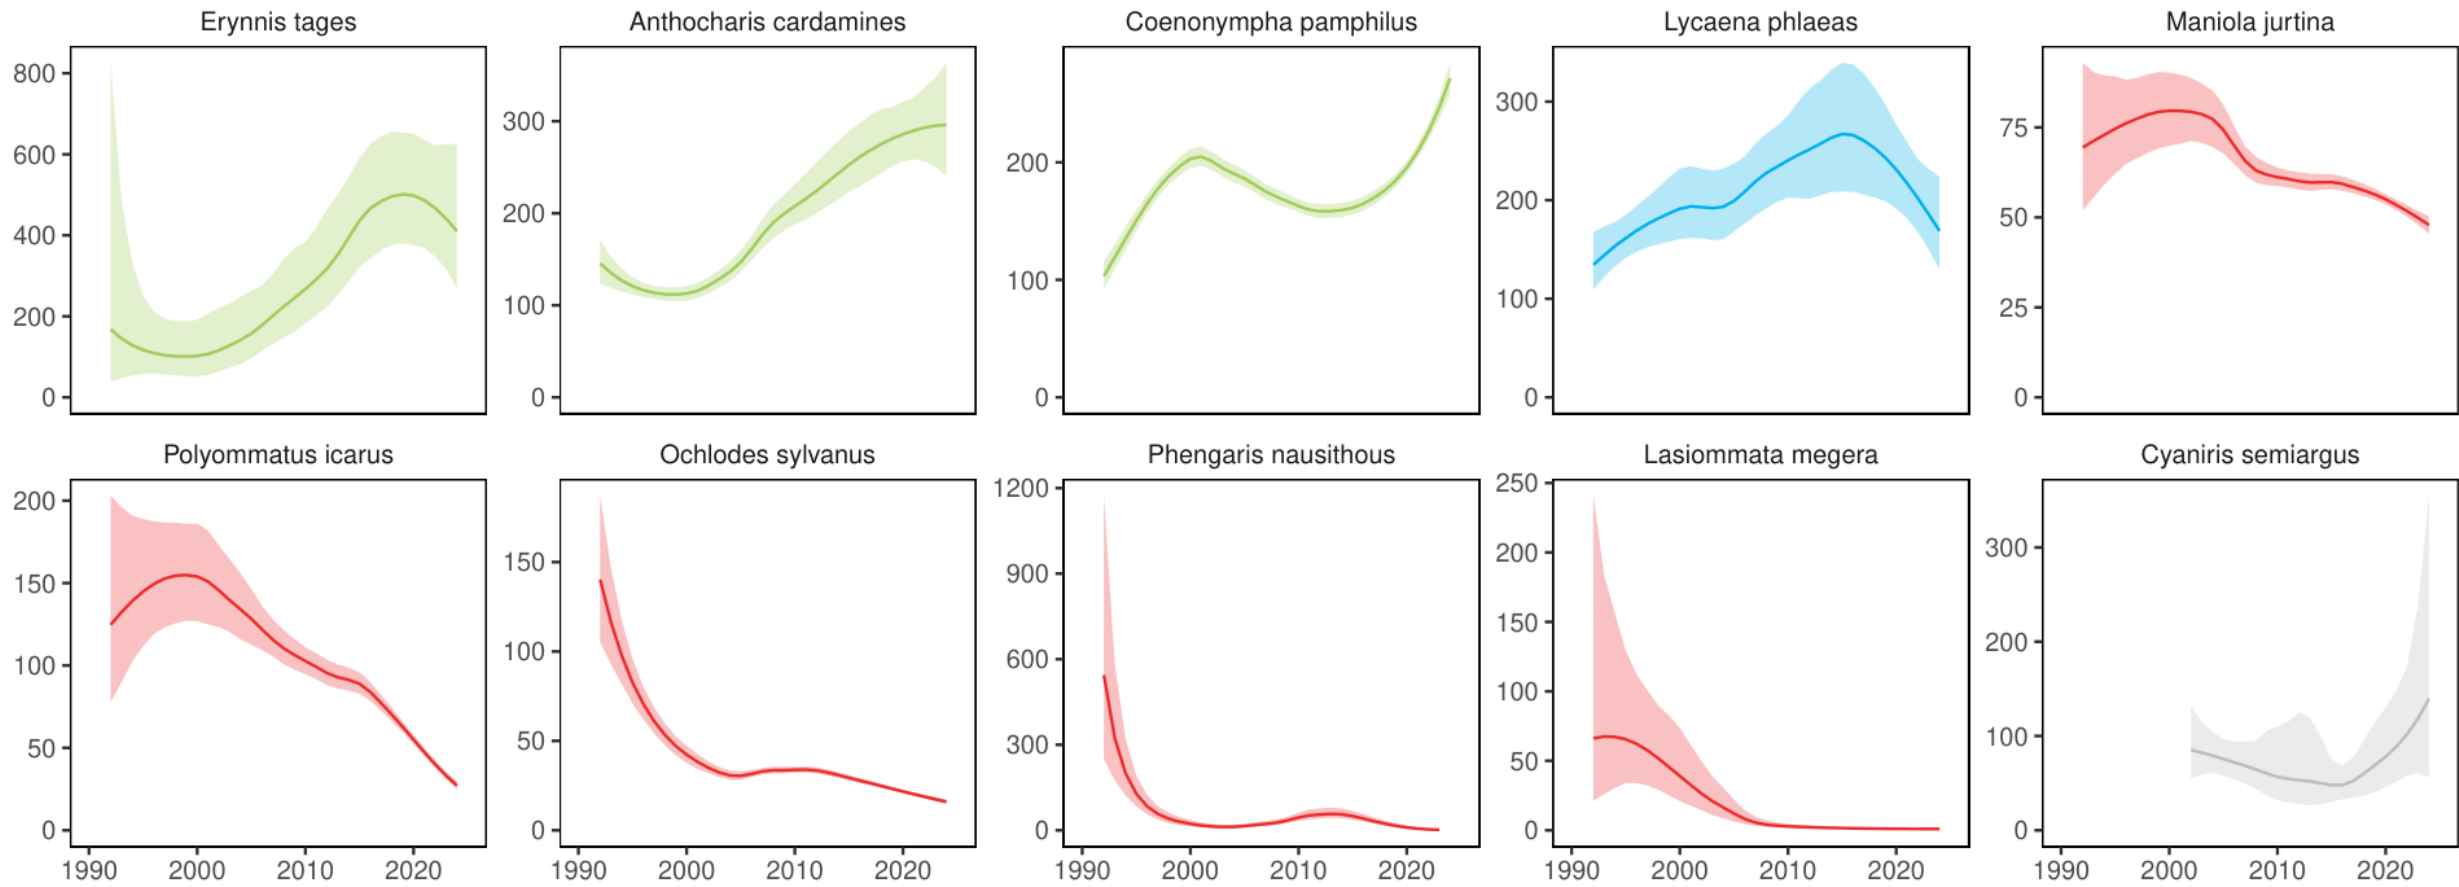 Erynnis tages
Anthocharis cardamines
Coenonympha pamphilus
Lycaena phlaeas
Maniola jurtina
800
600
400
200
0
300
200
100
0
200
100
0
300
200
100
0
75
50
25
0
Polyommatus icarus
Ochlodes sylvanus
Phengaris nausithous
Lasiommata megera
Cyaniris semiargus
200
150
100
50
0
150
100
50
0
1200
900
600
300
0
250
200
150
100
50
0
300
200
100
0
1990 2000 2010 2020
1990 2000 2010 2020
1990 2000 2010 2020
1990 2000 2010 2020
1990 2000 2010 2020